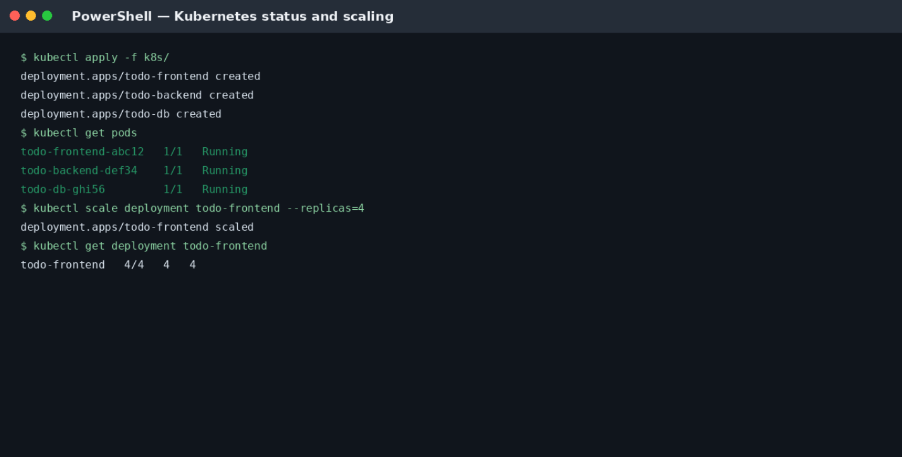 PowerShell — Kubernetes status and scaling
$ kubectl apply -f k8s/
deployment.apps/todo-frontend created
deployment.apps/todo-backend created
deployment.apps/todo-db created
$ kubectl get pods
todo-frontend-abc12   1/1   Running
todo-backend-def34    1/1   Running
todo-db-ghi56         1/1   Running
$ kubectl scale deployment todo-frontend --replicas=4
deployment.apps/todo-frontend scaled
$ kubectl get deployment todo-frontend
todo-frontend   4/4   4   4